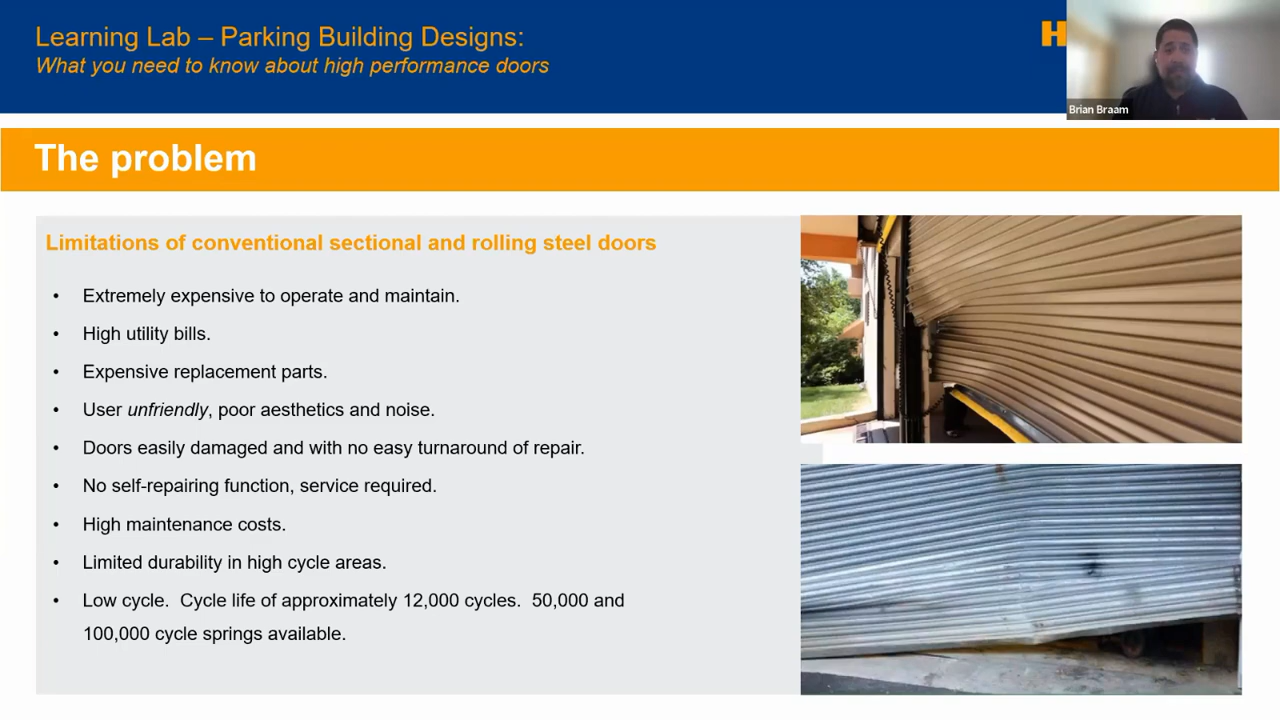 Learning Lab – Parking Building Designs:
What you need to know about high performance doors
H
Brian Braam
The problem
Limitations of conventional sectional and rolling steel doors
• Extremely expensive to operate and maintain.
• High utility bills.
• Expensive replacement parts.
• User unfriendly, poor aesthetics and noise.
• Doors easily damaged and with no easy turnaround of repair.
• No self-repairing function, service required.
• High maintenance costs.
• Limited durability in high cycle areas.
• Low cycle.  Cycle life of approximately 12,000 cycles.  50,000 and
100,000 cycle springs available.